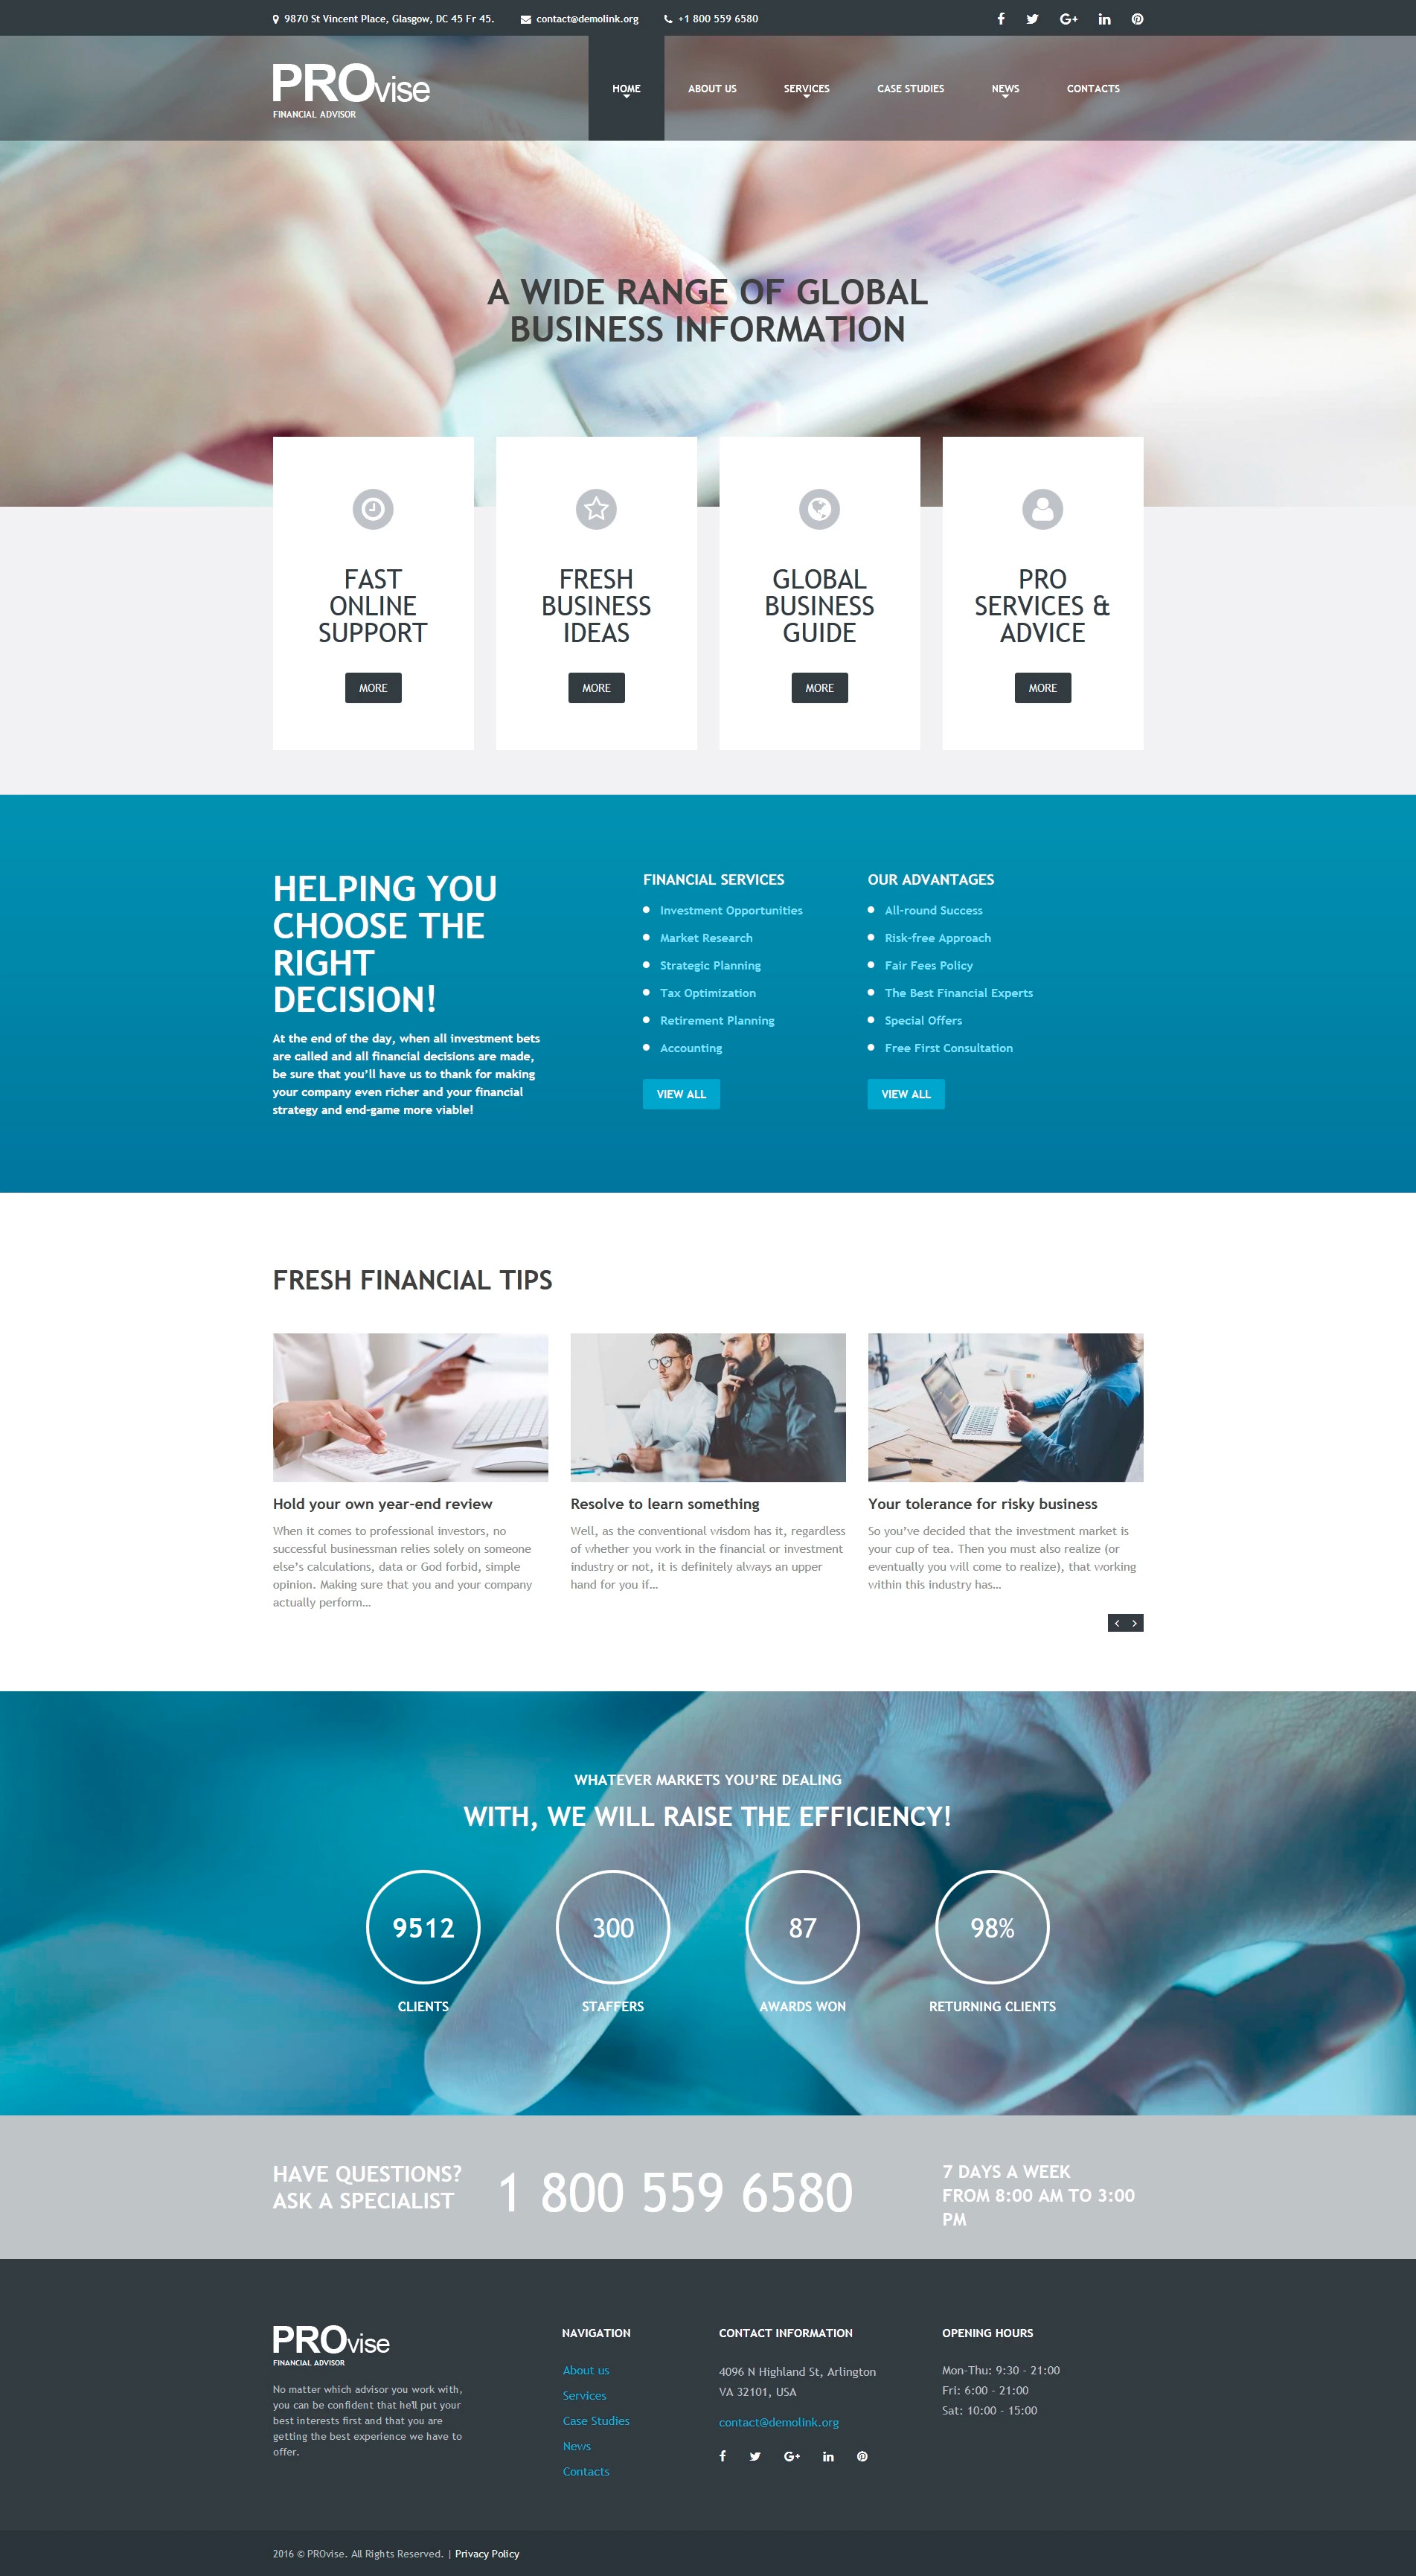 9870 St Vincent Place, Glasgow, DC 45 Fr 45.
contact@demolink.org
+1 800 559 6580
PROvise
FINANCIAL ADVISOR
HOME
ABOUT US
SERVICES
CASE STUDIES
NEWS
CONTACTS
A WIDE RANGE OF GLOBAL
BUSINESS INFORMATION
FAST
ONLINE
SUPPORT
MORE
FRESH
BUSINESS
IDEAS
MORE
GLOBAL
BUSINESS
GUIDE
MORE
PRO
SERVICES &
ADVICE
MORE
HELPING YOU
CHOOSE THE
RIGHT
DECISION!
At the end of the day, when all investment bets
are called and all financial decisions are made,
be sure that you'll have us to thank for making
your company even richer and your financial
strategy and end-game more viable!
FINANCIAL SERVICES
Investment Opportunities
Market Research
Strategic Planning
Tax Optimization
Retirement Planning
Accounting
VIEW ALL
OUR ADVANTAGES
All-round Success
Risk-free Approach
Fair Fees Policy
The Best Financial Experts
Special Offers
Free First Consultation
VIEW ALL
FRESH FINANCIAL TIPS
Hold your own year-end review
When it comes to professional investors, no
successful businessman relies solely on someone
else's calculations, data or God forbid, simple
opinion. Making sure that you and your company
actually perform...
Resolve to learn something
Well, as the conventional wisdom has it, regardless
of whether you work in the financial or investment
industry or not, it is definitely always an upper
hand for you if...
Your tolerance for risky business
So you've decided that the investment market is
your cup of tea. Then you must also realize (or
eventually you will come to realize), that working
within this industry has...
WHATEVER MARKETS YOU'RE DEALING
WITH, WE WILL RAISE THE EFFICIENCY!
9512
CLIENTS
300
STAFFERS
87
AWARDS WON
98%
RETURNING CLIENTS
HAVE QUESTIONS?
ASK A SPECIALIST
1 800 559 6580
7 DAYS A WEEK
FROM 8:00 AM TO 3:00
PM
PROvise
FINANCIAL ADVISOR
No matter which advisor you work with,
you can be confident that he'll put your
best interests first and that you are
getting the best experience we have to
offer.
NAVIGATION
About us
Services
Case Studies
News
Contacts
CONTACT INFORMATION
4096 N Highland St, Arlington
VA 32101, USA
contact@demolink.org
OPENING HOURS
Mon-Thu: 9:30 - 21:00
Fri: 6:00 - 21:00
Sat: 10:00 - 15:00
2016 © PROvise. All Rights Reserved. | Privacy Policy